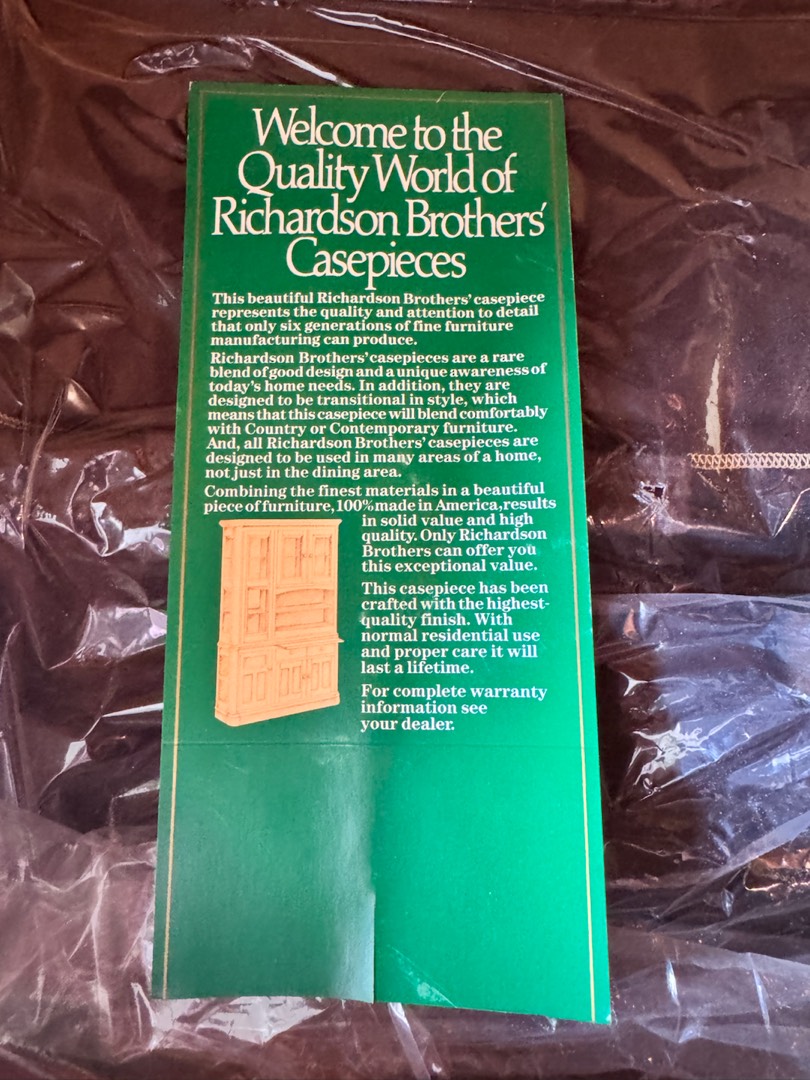 Welcome to the
Quality World of
Richardson Brothers'
Casepieces
This beautiful Richardson Brothers' casepiece
represents the quality and attention to detail
that only six generations of fine furniture
manufacturing can produce.
Richardson Brothers' casepieces are a rare
blend of good design and a unique awareness of
today's home needs. In addition, they are
designed to be transitional in style, which
means that this casepiece will blend comfortably
with Country or Contemporary furniture.
And, all Richardson Brothers' casepieces are
designed to be used in many areas of a home,
not just in the dining area.
Combining the finest materials in a beautiful
piece of furniture, 100% made in America, results
in solid value and high
quality. Only Richardson
Brothers can offer you
this exceptional value.
This casepiece has been
crafted with the highest-
quality finish. With
normal residential use
and proper care it will
last a lifetime.
For complete warranty
information see
your dealer.